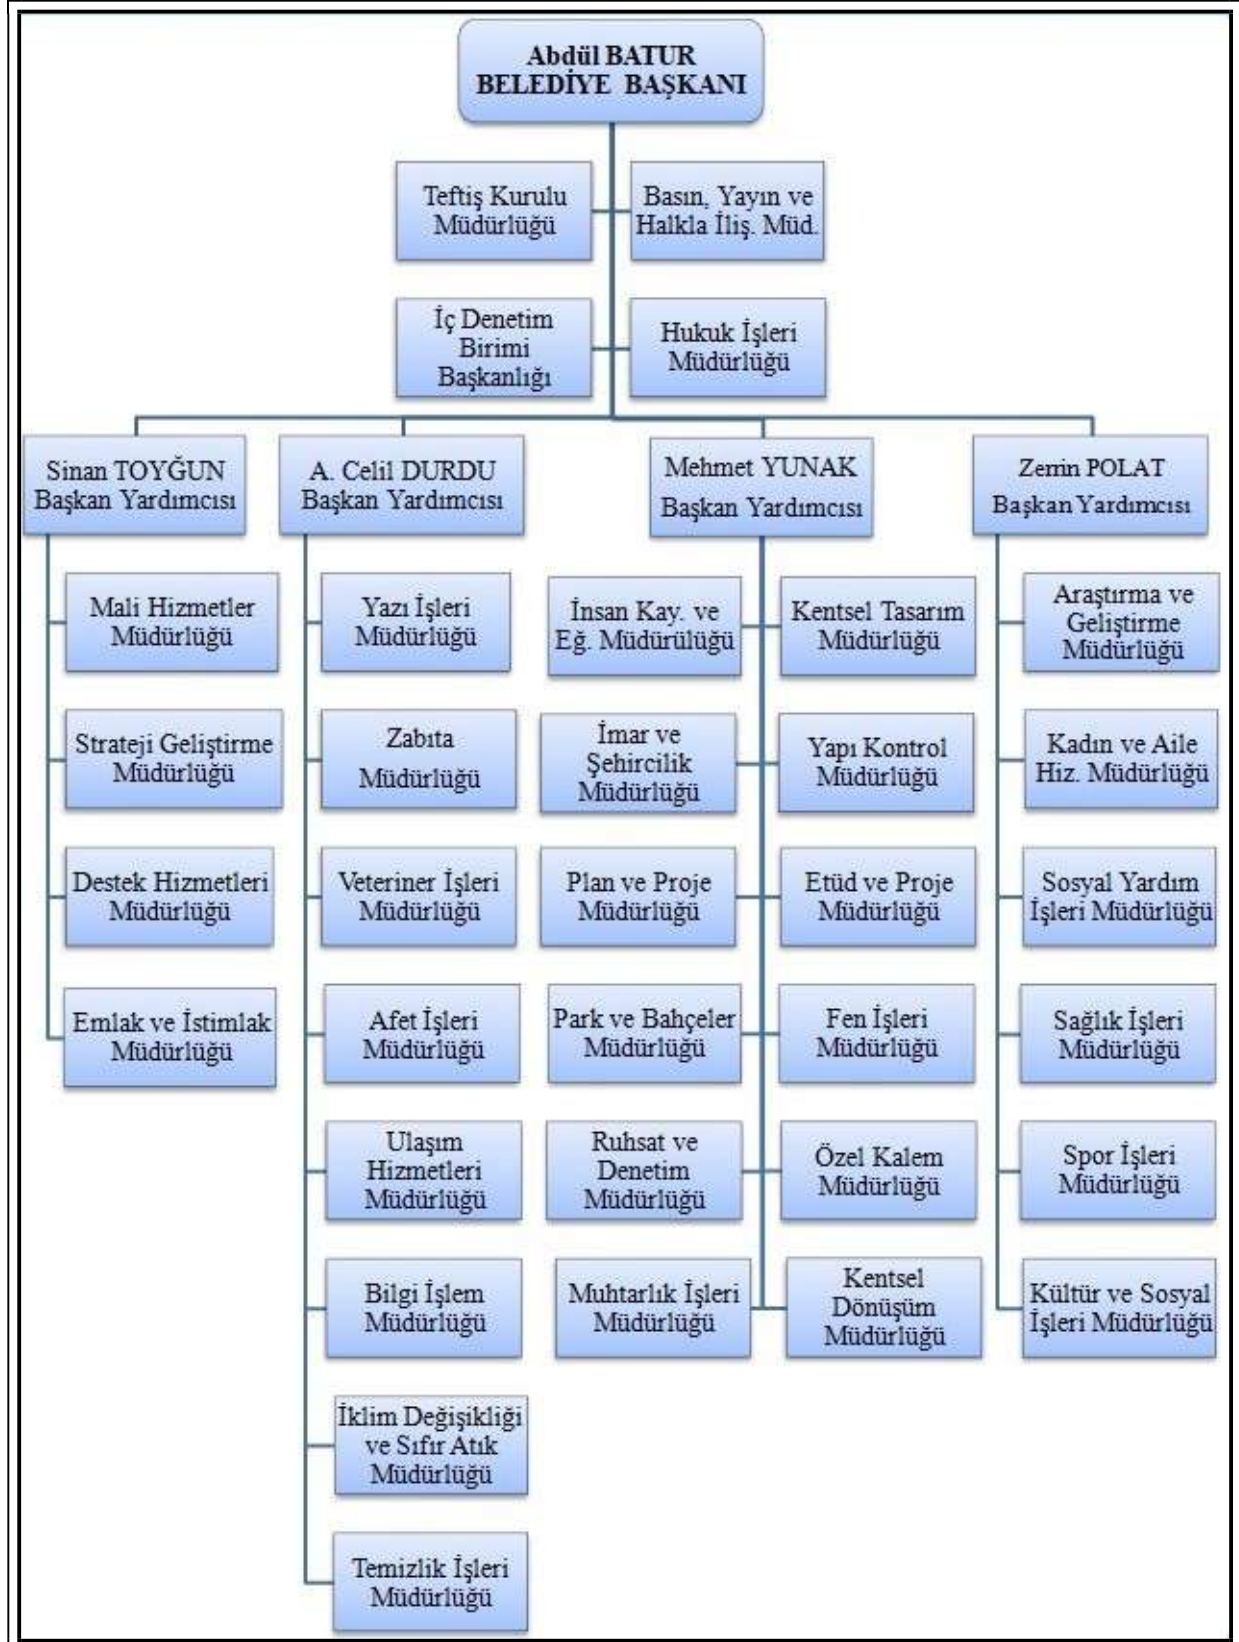 Abdül BATUR
BELEDİYE BAŞKANI
Teftiş Kurulu
Müdürlüğü
Basın, Yayın ve
Halkla İliş. Müd.
İç Denetim
Birimi
Başkanlığı
Hukuk İşleri
Müdürlüğü
Sinan TOYĞUN
Başkan Yardımcısı
A. Celil DURDU
Başkan Yardımcısı
Mehmet YUNAK
Başkan Yardımcısı
Zerrin POLAT
Başkan Yardımcısı
Mali Hizmetler
Müdürlüğü
Strateji Geliştirme
Müdürlüğü
Destek Hizmetleri
Müdürlüğü
Emlak ve İstimlak
Müdürlüğü
Yazı İşleri
Müdürlüğü
Zabıta
Müdürlüğü
Veteriner İşleri
Müdürlüğü
Afet İşleri
Müdürlüğü
Ulaşım
Hizmetleri
Müdürlüğü
Bilgi İşlem
Müdürlüğü
İklim Değişikliği
ve Sıfır Atık
Müdürlüğü
Temizlik İşleri
Müdürlüğü
İnsan Kay. ve
Eğ. Müdürülüğü
Kentsel Tasarım
Müdürlüğü
İmar ve
Şehircilik
Müdürlüğü
Yapı Kontrol
Müdürlüğü
Plan ve Proje
Müdürlüğü
Etüd ve Proje
Müdürlüğü
Park ve Bahçeler
Müdürlüğü
Fen İşleri
Müdürlüğü
Ruhsat ve
Denetim
Müdürlüğü
Özel Kalem
Müdürlüğü
Muhtarlık İşleri
Müdürlüğü
Kentsel
Dönüşüm
Müdürlüğü
Araştırma ve
Geliştirme
Müdürlüğü
Kadın ve Aile
Hiz. Müdürlüğü
Sosyal Yardım
İşleri Müdürlüğü
Sağlık İşleri
Müdürlüğü
Spor İşleri
Müdürlüğü
Kültür ve Sosyal
İşleri Müdürlüğü